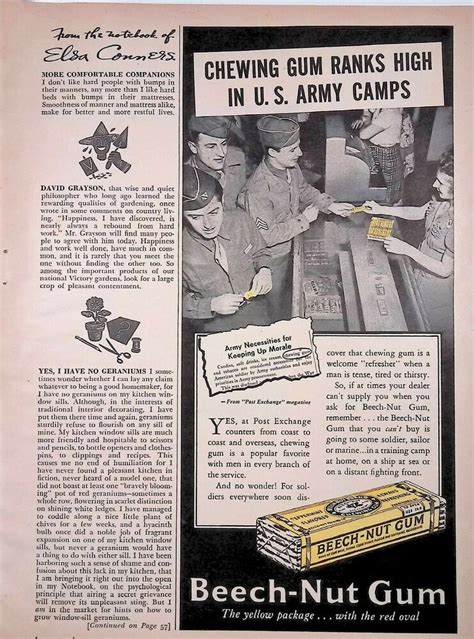 From the notebook of
Elsa Conners.
MORE COMFORTABLE COMPANIONS
I don't like hard people with bumps in
their manners, any more than I like hard
beds with bumps in their mattresses.
Smoothness of manner and mattress alike,
make for better and more restful lives.
DAVID GRAYSON, that wise and quiet
philosopher who long ago learned the
rewarding qualities of gardening, once
wrote in some comments on country liv-
ing, "Happiness, I have discovered, is
nearly always a rebound from hard
work." Mr. Grayson will find many peo-
ple to agree with him today. Happiness
and work well done, have much in com-
mon, and it is rarely that you meet the
one without finding the other too. So
among the important products of our
national Victory gardens, look for a large
crop of pleasant contentment.
YES, I HAVE NO GERANIUMS I some-
times wonder whether I can lay any claim
whatever to being a good homemaker, for
I have no geraniums on my kitchen win-
dow sills. Although, in the interests of
traditional interior decorating, I have
put them there time and again, geraniums
sturdily refuse to flourish on any sill of
mine. My kitchen window sills are much
more friendly and hospitable to scissors
and pencils, to bottle openers and clothes-
pins, to clippings and recipes. This
causes me no end of humiliation for I
have never found a pleasant kitchen in
fiction, never heard of a model one, that
did not boast at least one "bravely bloom-
ing" pot of red geraniums—sometimes a
whole row, flowering in scarlet distinction
on shining white ledges. I have managed
to coddle along a nice little plant of
chives for a few weeks, and a hyacinth
bulb once did a noble job of fragrant
expansion on one of my kitchen window
sills, but never a geranium would have
a thing to do with either sill. I have been
harboring such a sense of shame and con-
fusion about this lack in my kitchen, that
I am bringing it right out into the open
in my Notebook, on the psychological
principle that airing a secret grievance
will remove its unpleasant sting. But I
am in the market for hints on how to
grow window-sill geraniums.
[Continued on Page 57]
CHEWING GUM RANKS HIGH
IN U. S. ARMY CAMPS
Army Necessities for
Keeping Up Morale
Candies, soft drinks, ice cream, chewing gum
and tobacco are considered necessities for the
—From "Post Exchange" magazine
YES, at Post Exchange
counters from coast to
coast and overseas, chewing
gum is a popular favorite
with men in every branch of
the service.
And no wonder! For sol-
diers everywhere soon dis-
cover that chewing gum is a
welcome "refresher" when a
man is tense, tired or thirsty.
So, if at times your dealer
can't supply you when you
ask for Beech-Nut Gum,
remember... the Beech-Nut
Gum that you can't buy is
going to some soldier, sailor
or marine...in a training camp
at home, on a ship at sea or
on a distant fighting front.
PEPPERMINT
FLAVORED
BEECH-NUT GUM
BEECH-NUT GUM
Beech-Nut Gum
The yellow package...with the red oval